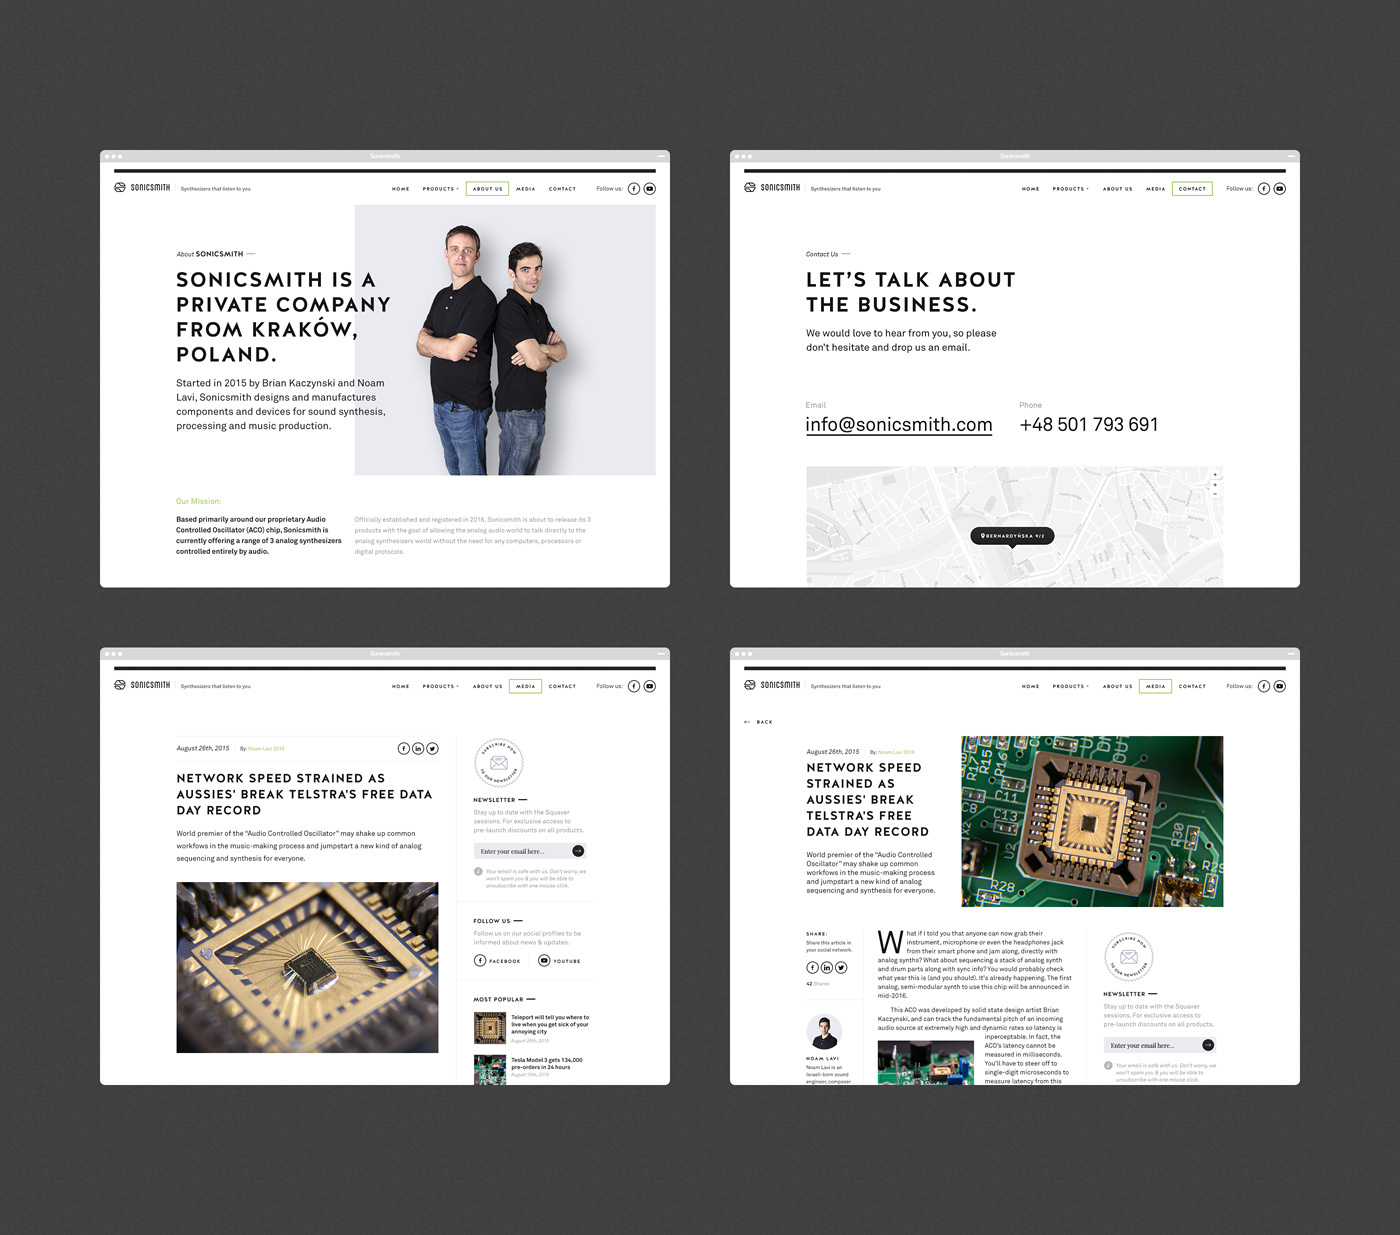 Sonicsmith
SONICSMITH Synthesizers that listen to you
HOME PRODUCTS ABOUT US MEDIA CONTACT Follow us:
About SONICSMITH
SONICSMITH IS A
PRIVATE COMPANY
FROM KRAKÓW,
POLAND.
Started in 2015 by Brian Kaczynski and Noam
Lavi, Sonicsmith designs and manufactures
components and devices for sound synthesis,
processing and music production.
Our Mission:
Based primarily around our proprietary Audio
Controlled Oscillator (ACO) chip, Sonicsmith is
currently offering a range of 3 analog synthesizers
controlled entirely by audio.
Officially established and registered in 2016, Sonicsmith is about to release its 3
products with the goal of allowing the analog audio world to talk directly to the
analog synthesizers world without the need for any computers, processors or
digital protocols.
Sonicsmith
SONICSMITH Synthesizers that listen to you
HOME PRODUCTS ABOUT US MEDIA CONTACT Follow us:
Contact Us
LET'S TALK ABOUT
THE BUSINESS.
We would love to hear from you, so please
don't hesitate and drop us an email.
Email
info@sonicsmith.com
Phone
+48 501 793 691
BERNARDYŃSKA 9/2
Sonicsmith
SONICSMITH Synthesizers that listen to you
HOME PRODUCTS ABOUT US MEDIA CONTACT Follow us:
August 26th, 2015 By: Noam Lavi 2016
NETWORK SPEED STRAINED AS
AUSSIES' BREAK TELSTRA'S FREE DATA
DAY RECORD
World premier of the "Audio Controlled Oscillator" may shake up common
workfows in the music-making process and jumpstart a new kind of analog
sequencing and synthesis for everyone.
SUBSCRIBE NOW
TO OUR NEWSLETTER
NEWSLETTER
Stay up to date with the Squaver
sessions. For exclusive access to
pre-launch discounts on all products.
Enter your email here...
Your email is safe with us. Don't worry, we
won't spam you & you will be able to
unsubscribe with one mouse click.
FOLLOW US
Follow us on our social profiles to be
informed about news & updates.
FACEBOOK YOUTUBE
MOST POPULAR
Teleport will tell you where to
live when you get sick of your
annoying city
August 26th, 2015
Tesla Model 3 gets 134,000
pre-orders in 24 hours
August 15th, 2015
Sonicsmith
SONICSMITH Synthesizers that listen to you
HOME PRODUCTS ABOUT US MEDIA CONTACT Follow us:
BACK
August 26th, 2015 By: Noam Lavi 2016
NETWORK SPEED
STRAINED AS
AUSSIES' BREAK
TELSTRA'S FREE
DATA DAY RECORD
World premier of the "Audio Controlled
Oscillator" may shake up common
workfows in the music-making process
and jumpstart a new kind of analog
sequencing and synthesis for everyone.
R17
R15
R16
C11
C8
C13
U2
R28
R30
SHARE:
Share this article in
your social network.
42 Shares
NOAM LAVI
Noam Lavi is an
Israeli-born sound
engineer, composer
What if I told you that anyone can now grab their
instrument, microphone or even the headphones jack
from their smart phone and jam along, directly with
analog synths? What about sequencing a stack of analog synth
and drum parts along with sync info? You would probably check
what year this is (and you should). It's already happening. The first
analog, semi-modular synth to use this chip will be announced in
mid-2016.
This ACO was developed by solid state design artist Brian
Kaczynski, and can track the fundamental pitch of an incoming
audio source at extremely high and dynamic rates so latency is
inperceptable. In fact, the
ACO's latency cannot be
measured in milliseconds.
You'll have to steer off to
single-digit microseconds to
measure latency from this
SUBSCRIBE NOW
TO OUR NEWSLETTER
NEWSLETTER
Stay up to date with the Squaver
sessions. For exclusive access to
pre-launch discounts on all products.
Enter your email here...
Your email is safe with us. Don't worry, we
won't spam you & you will be able to
unsubscribe with one mouse click.